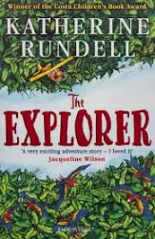 Winner of the Costa Children's Book Award
KATHERINE
RUNDELL
The
EXPLORER
'A very exciting adventure story – I loved it'
Jacqueline Wilson
BLOOMSBURY